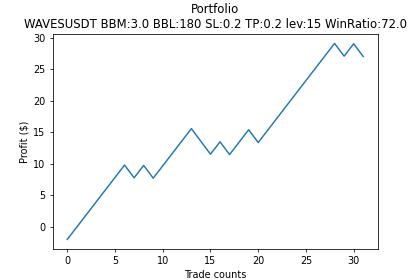 Portfolio
WAVESUSDT BBM:3.0 BBL:180 SL:0.2 TP:0.2 lev:15 WinRatio:72.0
30
25
20
15
10
5
0
Profit ($)
0 5 10 15 20 25 30
Trade counts